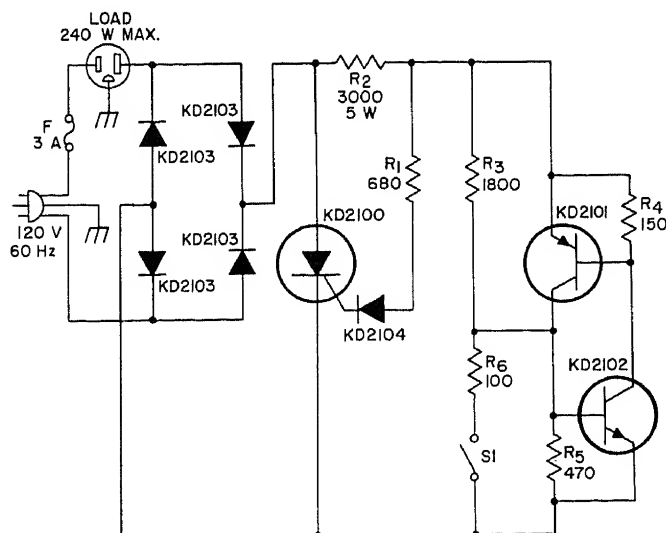 LOAD
240 W MAX.
F
3 A
120 V
60 Hz
KD2103
KD2103
KD2103
KD2103
KD2100
KD2104
R2
3000
5 W
R1
680
R3
1800
KD2101
R4
150
R6
100
S1
KD2102
R5
470